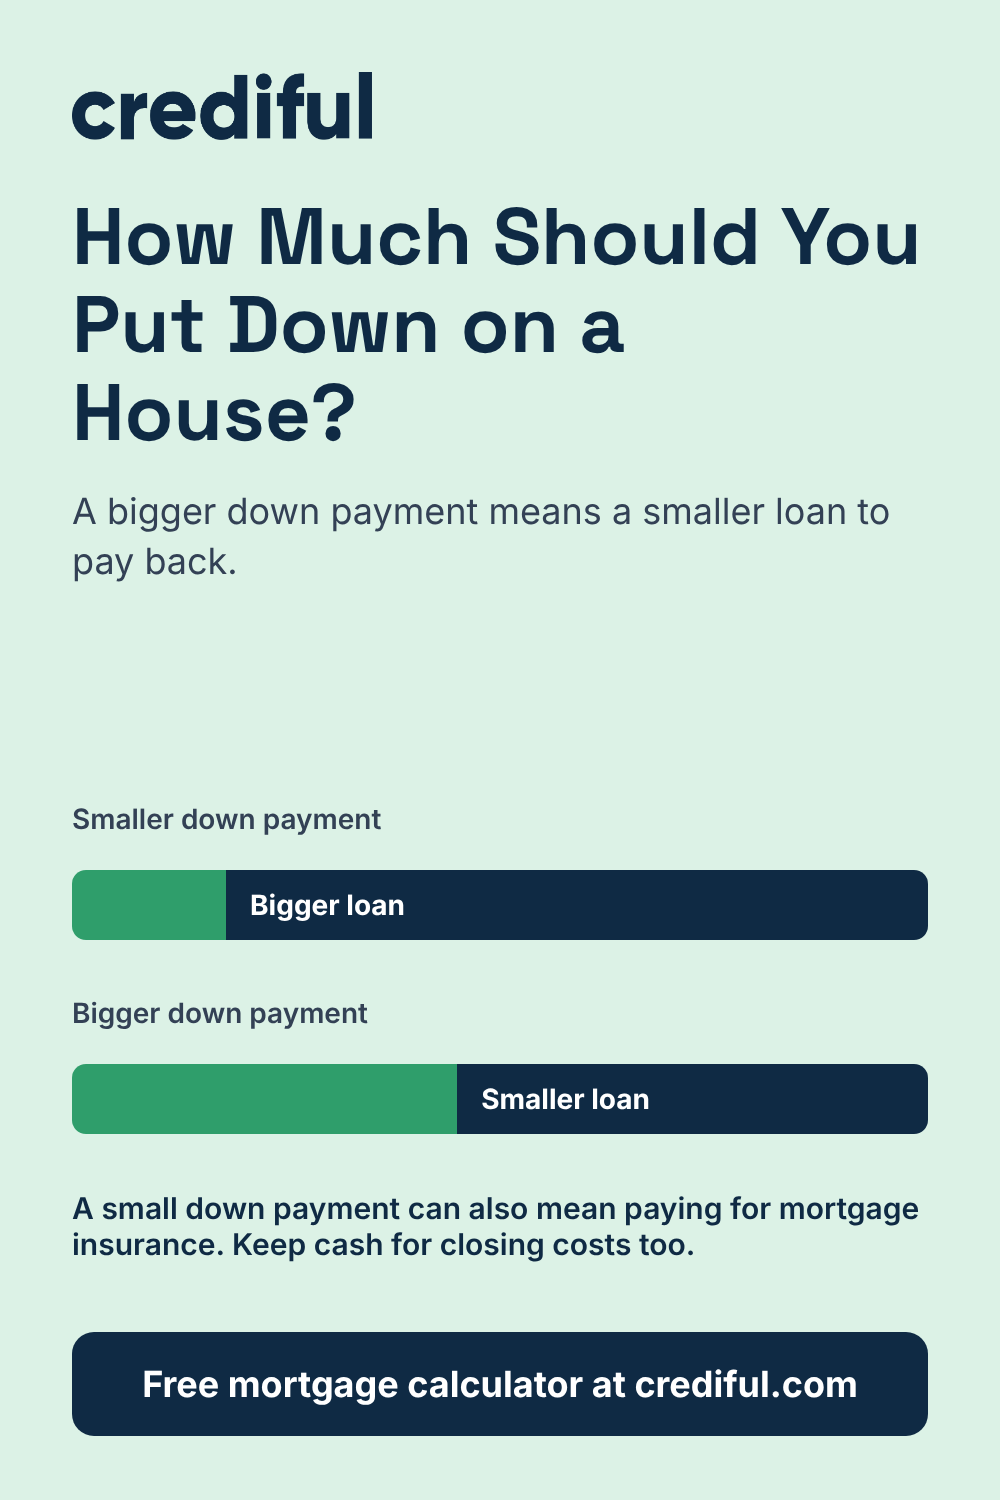 crediful
How Much Should You
Put Down on a
House?
A bigger down payment means a smaller loan to
pay back.
Smaller down payment
Bigger loan
Bigger down payment
Smaller loan
A small down payment can also mean paying for mortgage
insurance. Keep cash for closing costs too.
Free mortgage calculator at crediful.com